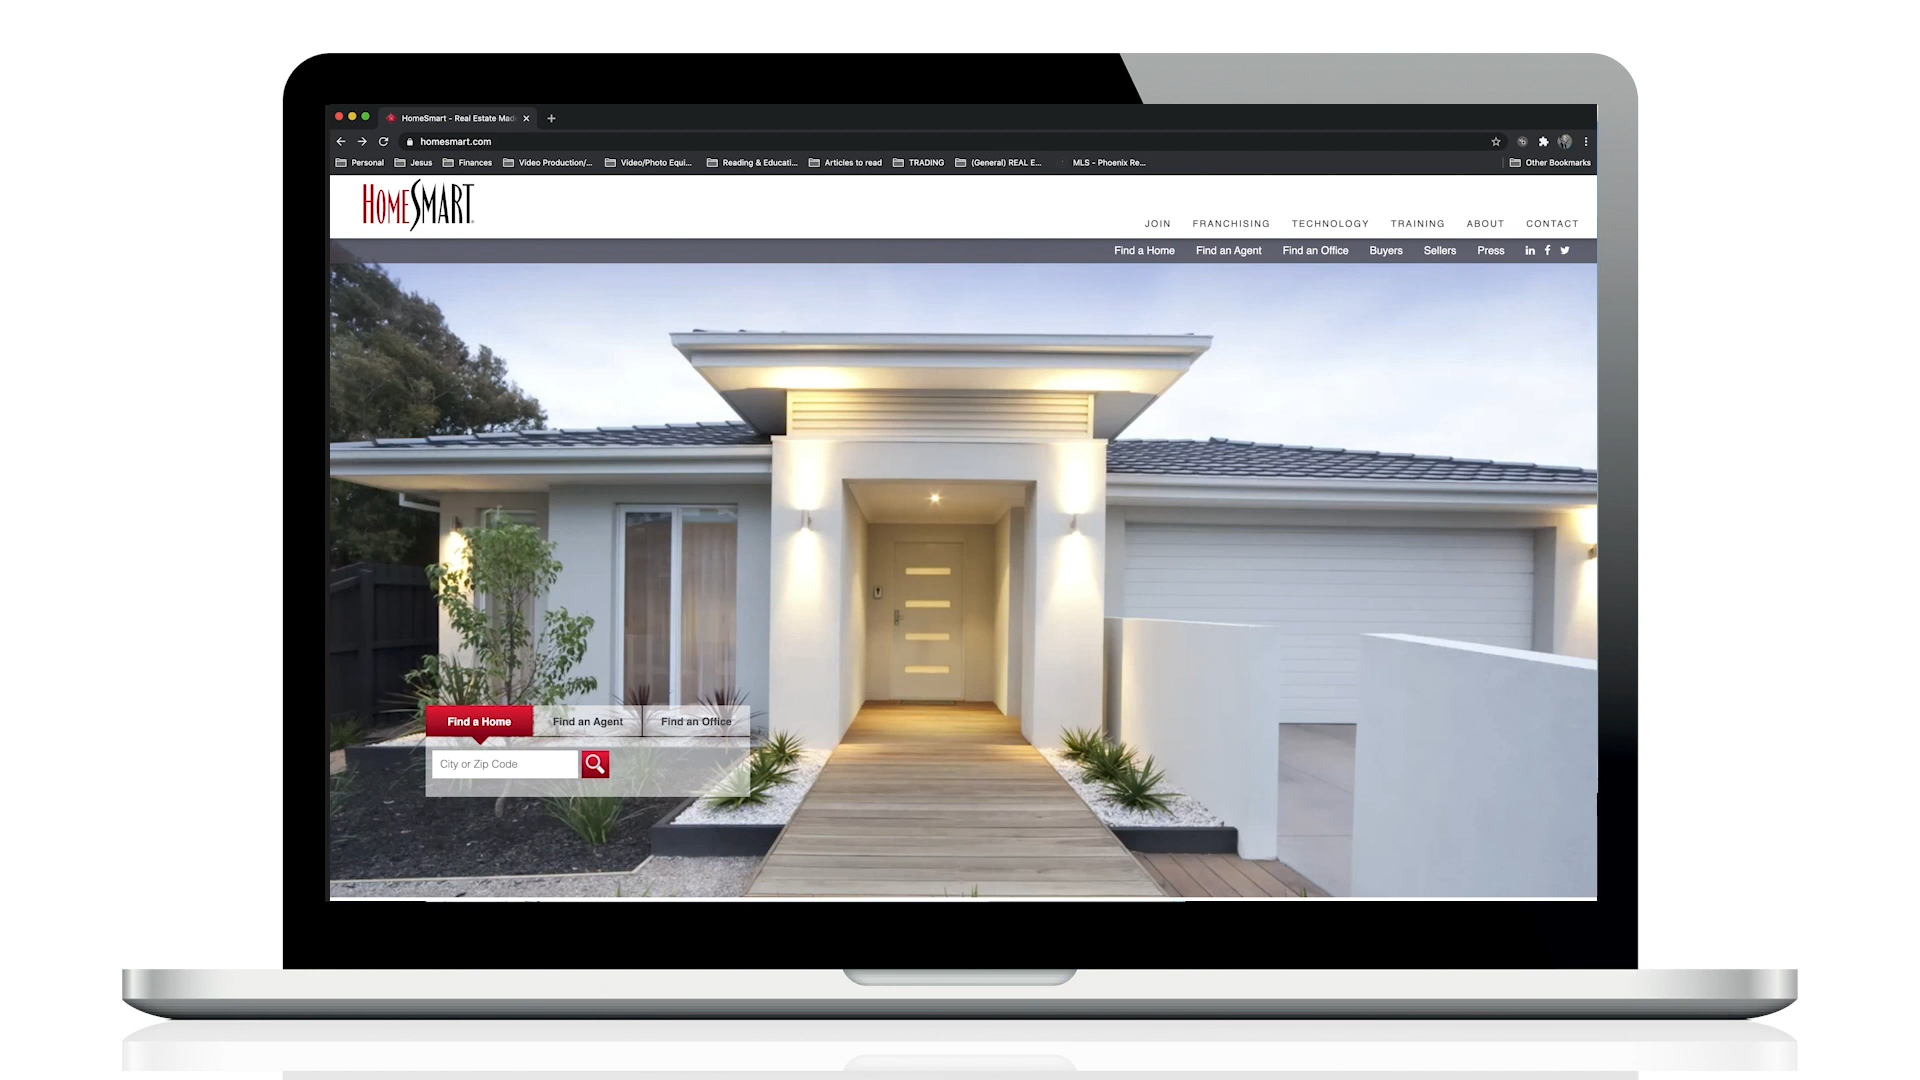 HomeSmart - Real Estate Mad
homesmart.com
Personal Jesus Finances Video Production/... Video/Photo Equi... Reading & Educati... Articles to read TRADING (General) REAL E... MLS - Phoenix Re... Other Bookmarks
HOMESMART
JOIN FRANCHISING TECHNOLOGY TRAINING ABOUT CONTACT
Find a Home Find an Agent Find an Office Buyers Sellers Press in f
Find a Home Find an Agent Find an Office
City or Zip Code